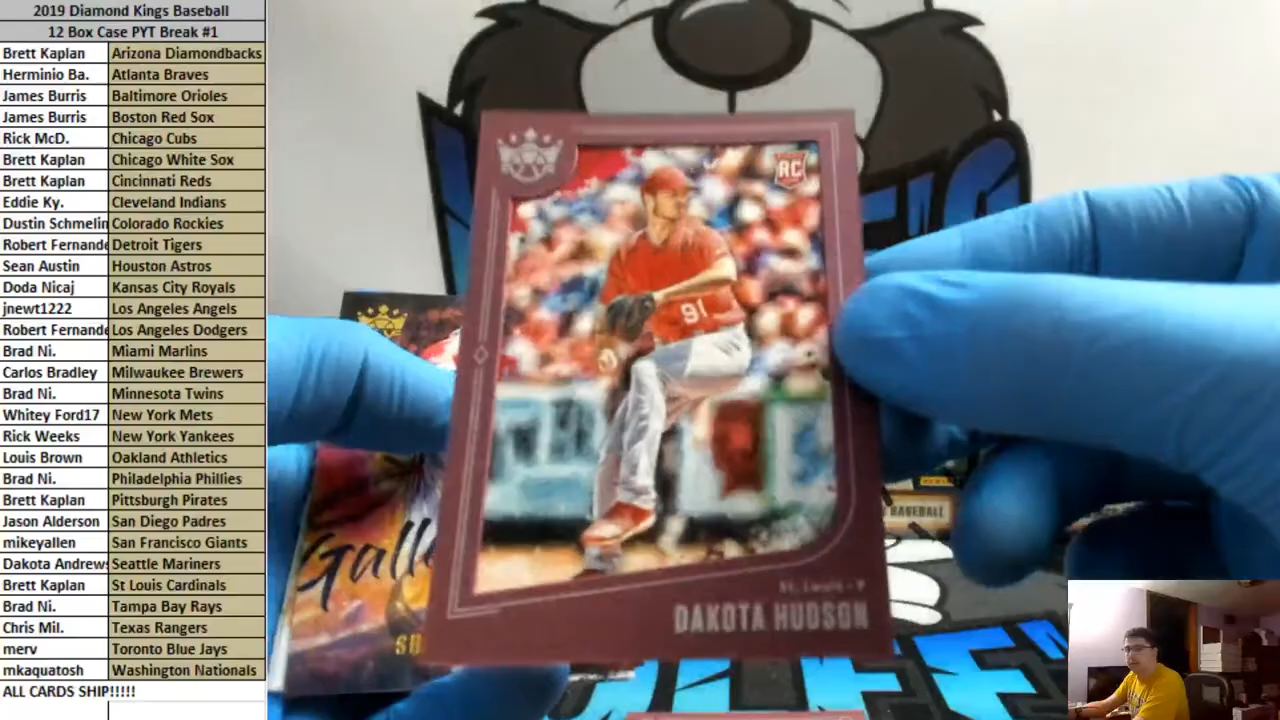 2019 Diamond Kings Baseball
12 Box Case PYT Break #1
Brett Kaplan Arizona Diamondbacks
Herminio Ba. Atlanta Braves
James Burris Baltimore Orioles
James Burris Boston Red Sox
Rick McD. Chicago Cubs
Brett Kaplan Chicago White Sox
Brett Kaplan Cincinnati Reds
Eddie Ky. Cleveland Indians
Dustin Schmelin Colorado Rockies
Robert Fernande Detroit Tigers
Sean Austin Houston Astros
Doda Nicaj Kansas City Royals
jnewt1222 Los Angeles Angels
Robert Fernande Los Angeles Dodgers
Brad Ni. Miami Marlins
Carlos Bradley Milwaukee Brewers
Brad Ni. Minnesota Twins
Whitey Ford17 New York Mets
Rick Weeks New York Yankees
Louis Brown Oakland Athletics
Brad Ni. Philadelphia Phillies
Brett Kaplan Pittsburgh Pirates
Jason Alderson San Diego Padres
mikeyallen San Francisco Giants
Dakota Andrews Seattle Mariners
Brett Kaplan St Louis Cardinals
Brad Ni. Tampa Bay Rays
Chris Mil. Texas Rangers
merv Toronto Blue Jays
mkaquatosh Washington Nationals
ALL CARDS SHIP!!!!!
RC
91
St. Louis - P
DAKOTA HUDSON
Galle
BASEBALL